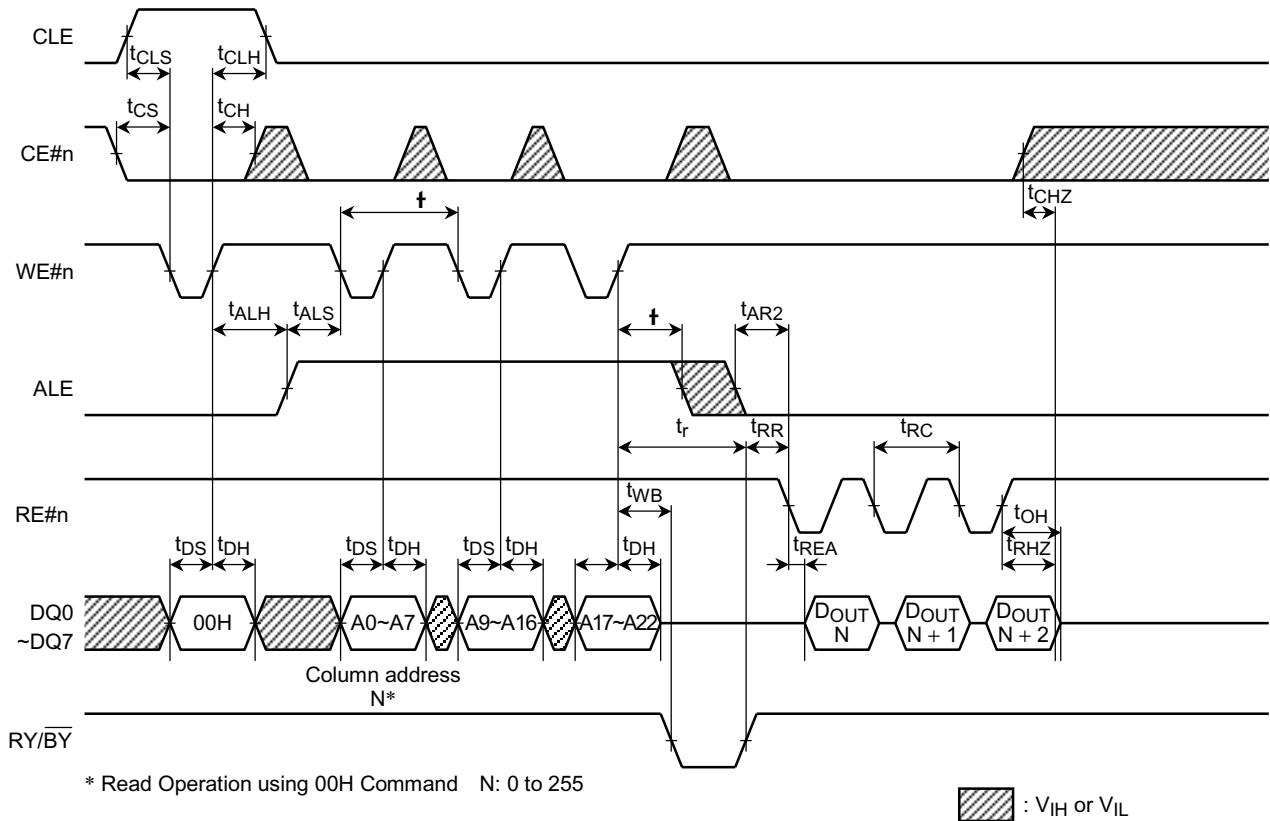 CLE
tCLS
tCLH
tCS
tCH
CE#n
tCHZ
t
WE#n
tALH
tALS
t
tAR2
ALE
tr
tRR
tRC
RE#n
tWB
tOH
tREA
tRHZ
tDS
tDH
tDS
tDH
tDS
tDH
tDH
DQ0
~DQ7
00H
A0~A7
A9~A16
A17~A22
DOUT
N
DOUT
N + 1
DOUT
N + 2
Column address
N*
RY/BY
* Read Operation using 00H Command N: 0 to 255
: VIH or VIL